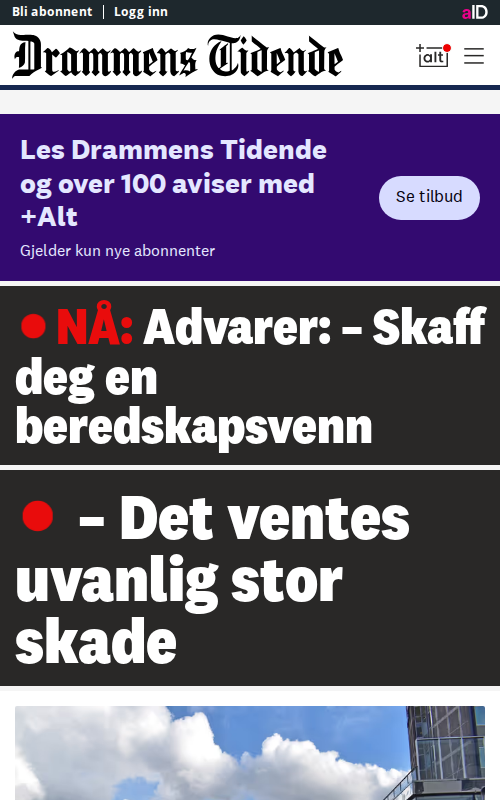 Bli abonnent | Logg inn
aID
Drammens Tidende
+alt
Les Drammens Tidende
og over 100 aviser med
+Alt
Se tilbud
Gjelder kun nye abonnenter
NÅ: Advarer: – Skaff
deg en
beredskapsvenn
– Det ventes
uvanlig stor
skade